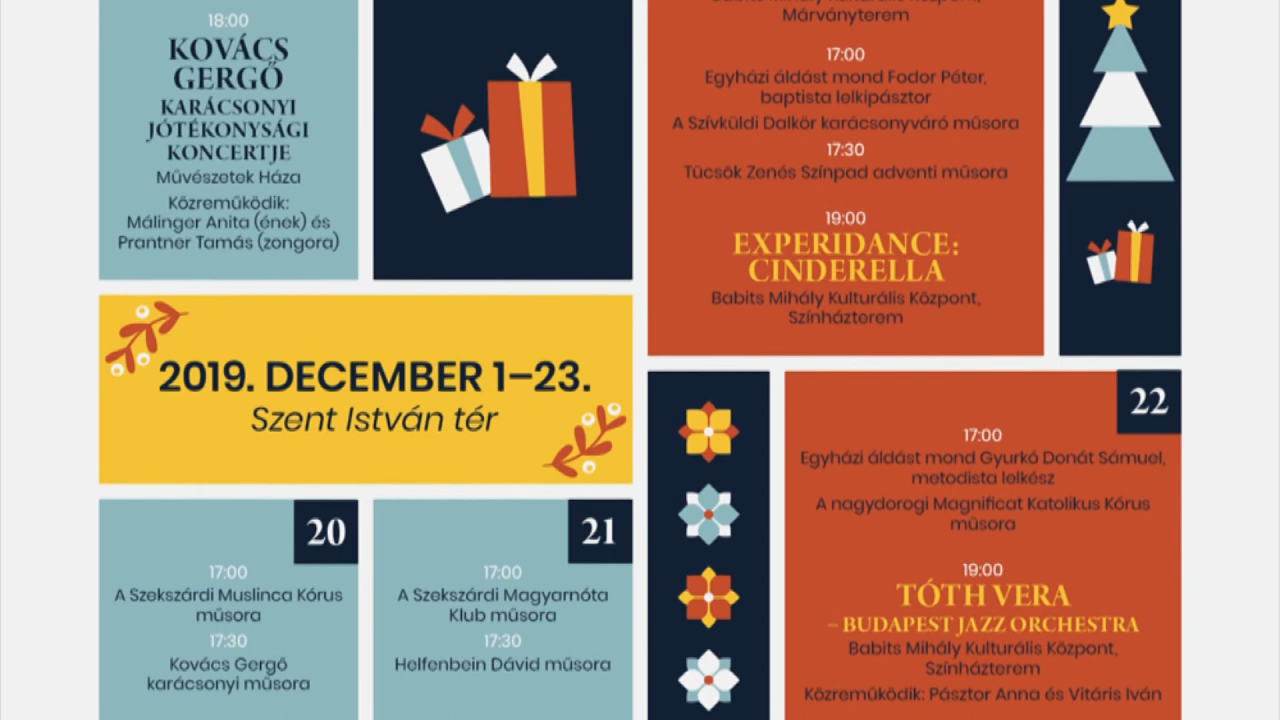 18:00
KOVÁCS
GERGŐ
KARÁCSONYI
JÓTÉKONYSÁGI
KONCERTJE
Művészetek Háza
Közreműködik:
Málinger Anita (ének) és
Prantner Tamás (zongora)
Babits Mihály Kulturális Központ,
Márványterem
17:00
Egyházi áldást mond Fodor Péter,
baptista lelkipásztor
A Szívküldi Dalkör karácsonyváró műsora
17:30
Tücsök Zenés Színpad adventi műsora
19:00
EXPERIDANCE:
CINDERELLA
Babits Mihály Kulturális Központ,
Színházterem
2019. DECEMBER 1–23.
Szent István tér
20
17:00
A Szekszárdi Muslinca Kórus
műsora
17:30
Kovács Gergő
karácsonyi műsora
21
17:00
A Szekszárdi Magyarnóta
Klub műsora
17:30
Helfenbein Dávid műsora
22
17:00
Egyházi áldást mond Gyurkó Donát Sámuel,
metodista lelkész
A nagydorogi Magnificat Katolikus Kórus
műsora
19:00
TÓTH VERA
– BUDAPEST JAZZ ORCHESTRA
Babits Mihály Kulturális Központ,
Színházterem
Közreműködik: Pásztor Anna és Vitáris Iván